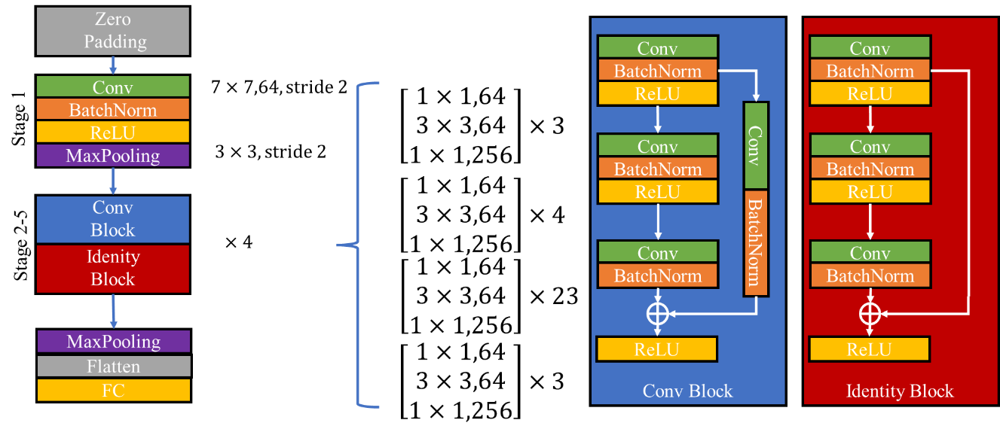 Zero
Padding
Stage 1
Conv
BatchNorm
ReLU
MaxPooling
7 × 7,64, stride 2
3 × 3, stride 2
Stage 2-5
Conv
Block
Idenity
Block
× 4
MaxPooling
Flatten
FC
1 × 1,64
3 × 3,64 × 3
1 × 1,256
1 × 1,64
3 × 3,64 × 4
1 × 1,256
1 × 1,64
3 × 3,64 × 23
1 × 1,256
1 × 1,64
3 × 3,64 × 3
1 × 1,256
Conv
BatchNorm
ReLU
Conv
BatchNorm
ReLU
Conv
BatchNorm
Conv
BatchNorm
ReLU
Conv Block
Conv
BatchNorm
ReLU
Conv
BatchNorm
ReLU
Conv
BatchNorm
ReLU
Identity Block